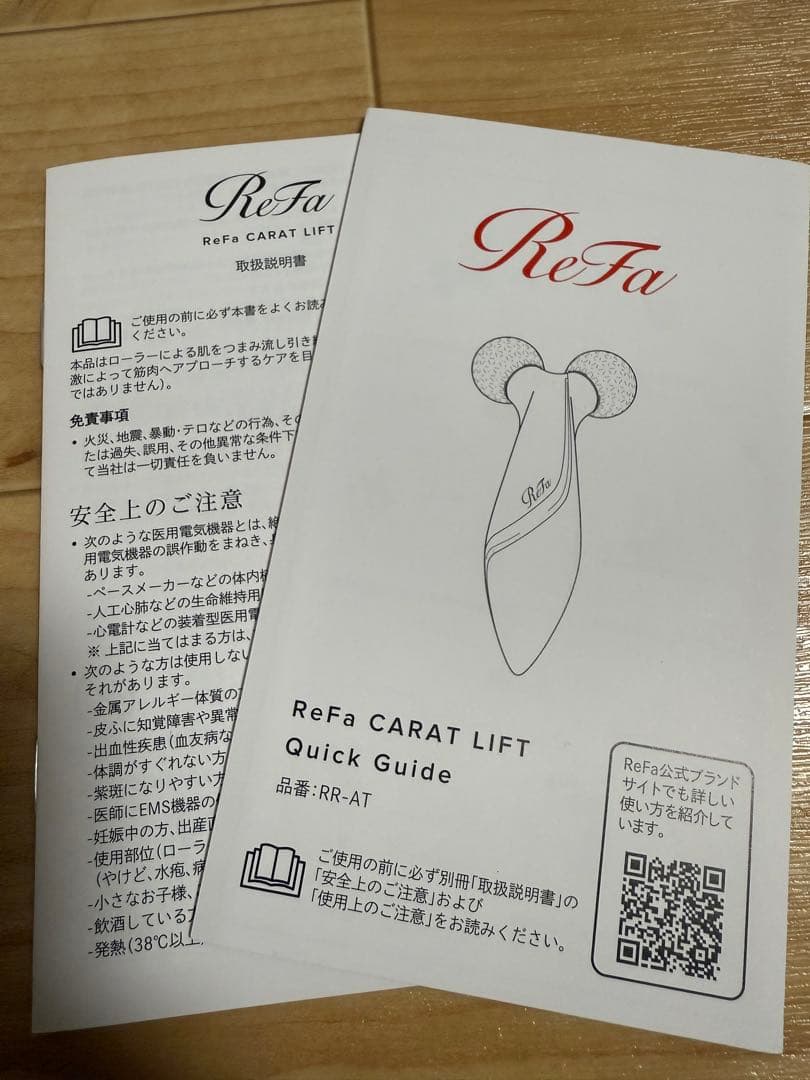 ReFa
ReFa CARAT LIFT
取扱説明書
ご使用の前に必ず本書をよくお読み
ください。
本品はローラーによる肌をつまみ流し引き
激によって筋肉へアプローチするケアを目
ではありません)。
免責事項
• 火災、地震、暴動・テロなどの行為、その
たは過失、誤用、その他異常な条件下
て当社は一切責任を負いません。
安全上のご注意
• 次のような医用電気機器とは、絶
用電気機器の誤作動をまねき、
あります。
-ペースメーカーなどの体内
-人工心肺などの生命維持用
-心電計などの装着型医用電
※ 上記に当てはまる方は、
• 次のような方は使用しない
それがあります。
-金属アレルギー体質の
-皮ふに知覚障害や異常
-出血性疾患(血友病な
-体調がすぐれない方
-紫斑になりやすい方
-医師にEMS機器の
-妊娠中の方、出産直
-使用部位(ローラ
(やけど、水疱、病
-小さなお子様、
-飲酒している方
-発熱(38℃以上
ReFa
ReFa
ReFa CARAT LIFT
Quick Guide
品番:RR-AT
ご使用の前に必ず別冊「取扱説明書」の
「安全上のご注意」および
「使用上のご注意」をお読みください。
ReFa公式ブランド
サイトでも詳しい
使い方を紹介して
います。